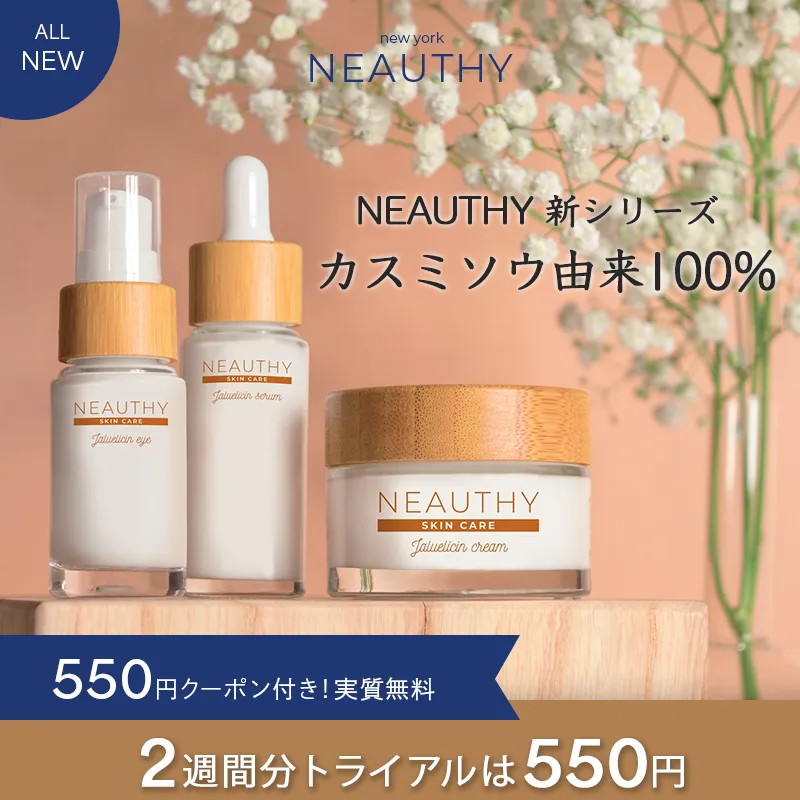 ALL
NEW
new york
NEAUTHY
NEAUTHY 新シリーズ
カスミソウ由来100%
NEAUTHY
SKIN CARE
Jaluelicin eye
NEAUTHY
SKIN CARE
Jaluelicin serum
NEAUTHY
SKIN CARE
Jaluelicin cream
550円クーポン付き!実質無料
2週間分トライアルは550円